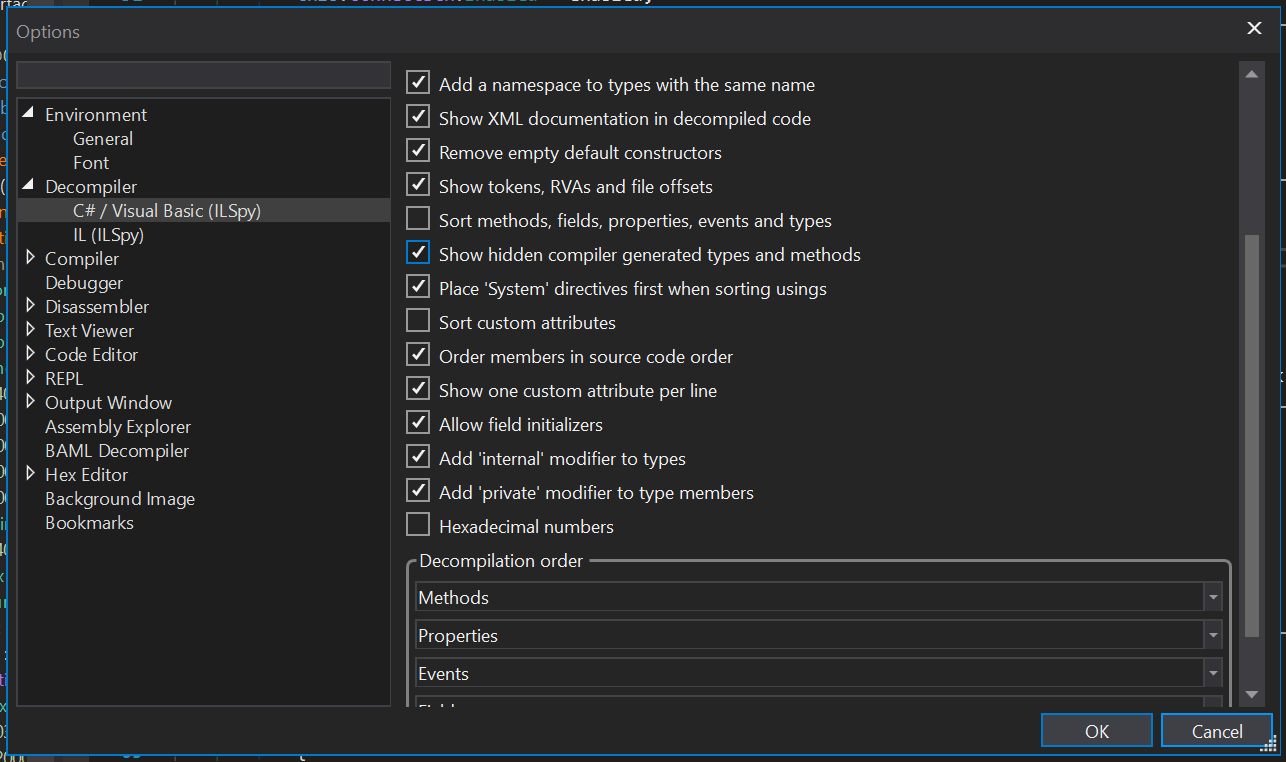 Options
Environment
General
Font
Decompiler
C# / Visual Basic (ILSpy)
IL (ILSpy)
Compiler
Debugger
Disassembler
Text Viewer
Code Editor
REPL
Output Window
Assembly Explorer
BAML Decompiler
Hex Editor
Background Image
Bookmarks
Add a namespace to types with the same name
Show XML documentation in decompiled code
Remove empty default constructors
Show tokens, RVAs and file offsets
Sort methods, fields, properties, events and types
Show hidden compiler generated types and methods
Place 'System' directives first when sorting usings
Sort custom attributes
Order members in source code order
Show one custom attribute per line
Allow field initializers
Add 'internal' modifier to types
Add 'private' modifier to type members
Hexadecimal numbers
Decompilation order
Methods
Properties
Events
OK
Cancel